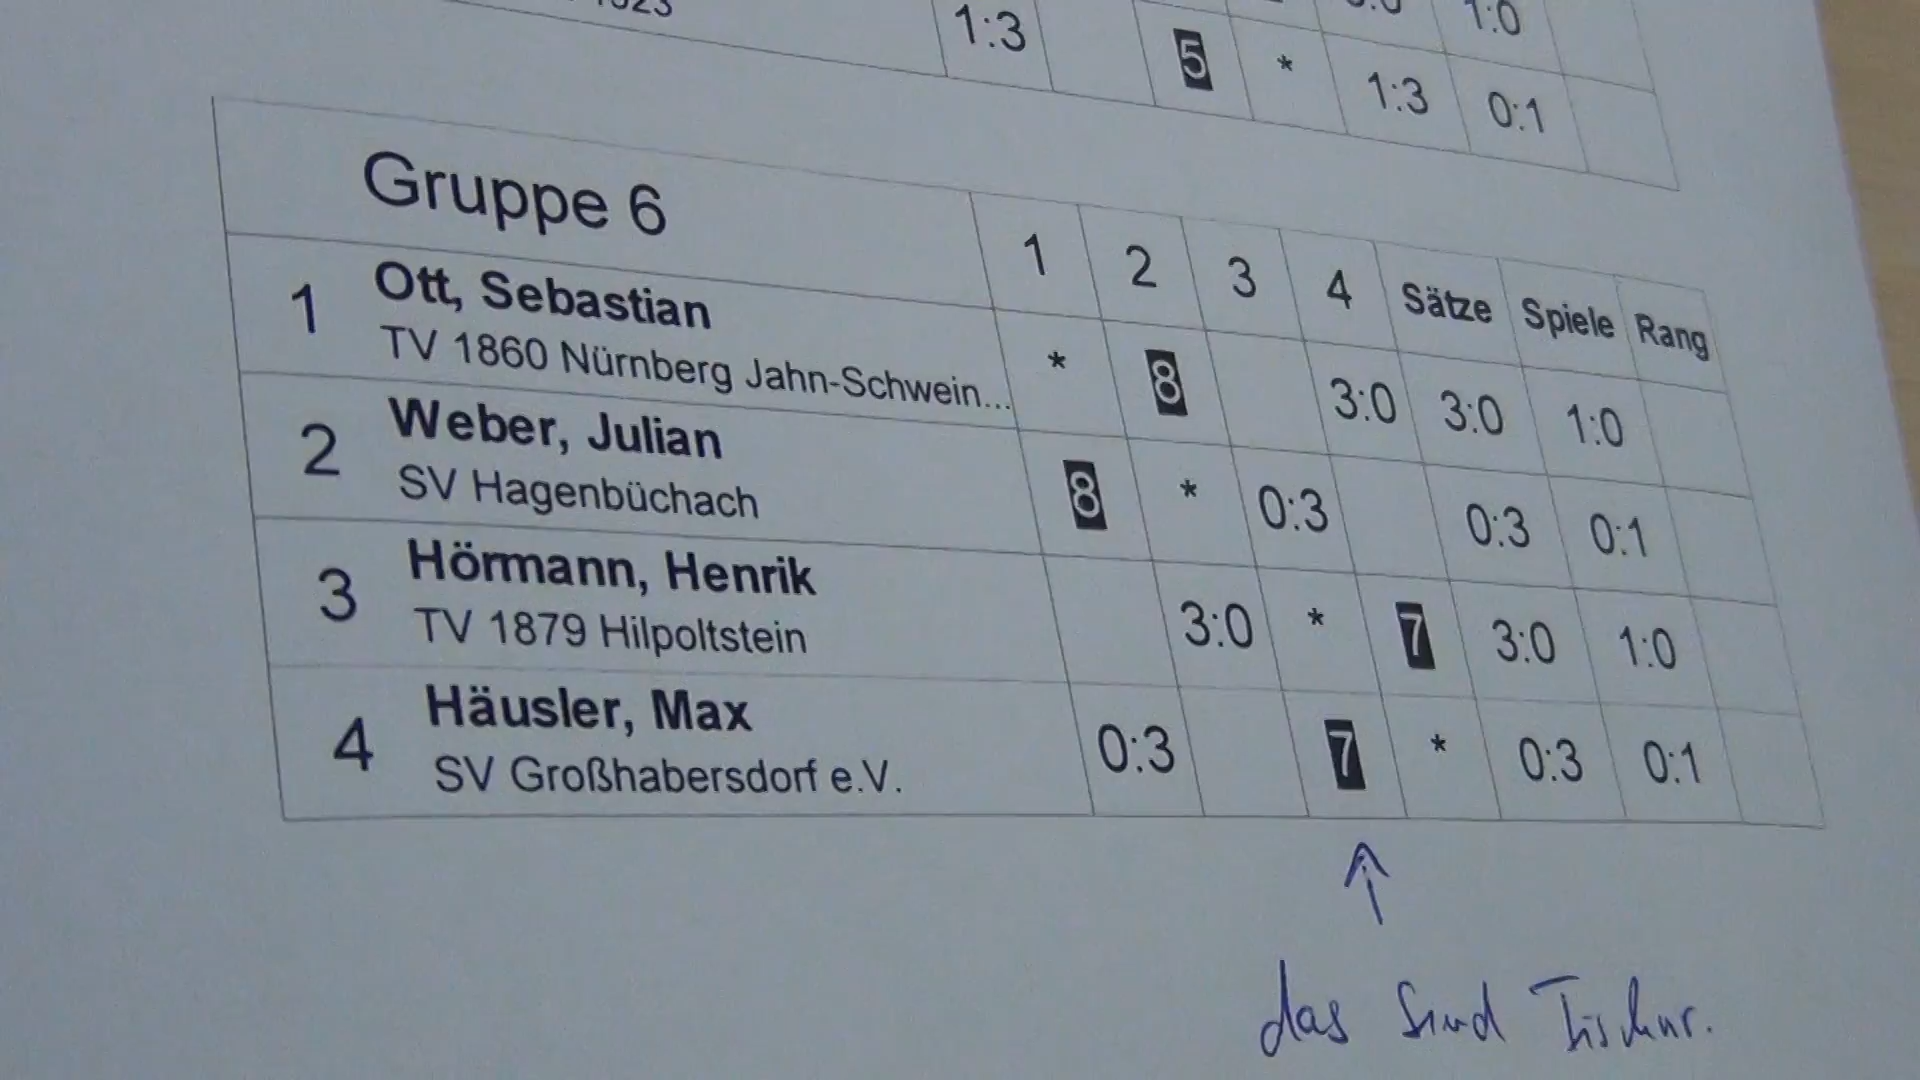 1:3 5 * 1:3 0:1
1:0
Gruppe 6 1 2 3 4 Sätze Spiele Rang
1 Ott, Sebastian * 8 3:0 3:0 1:0
TV 1860 Nürnberg Jahn-Schwein...
2 Weber, Julian 8 * 0:3 0:3 0:1
SV Hagenbüchach
3 Hörmann, Henrik 3:0 * 7 3:0 1:0
TV 1879 Hilpoltstein
4 Häusler, Max 0:3 7 * 0:3 0:1
SV Großhabersdorf e.V.
das sind Tischnr.